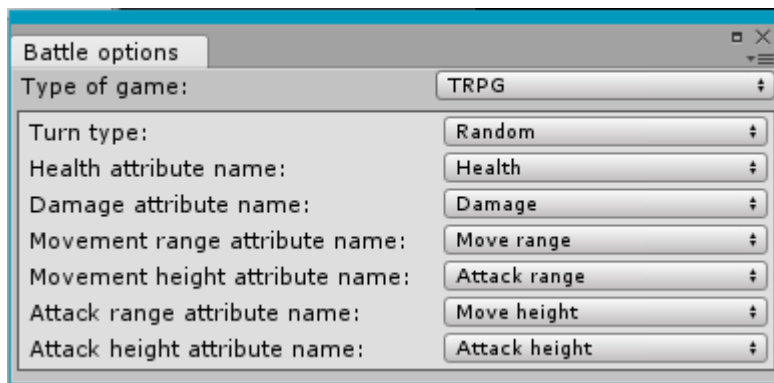 Battle options
Type of game: TRPG
Turn type: Random
Health attribute name: Health
Damage attribute name: Damage
Movement range attribute name: Move range
Movement height attribute name: Attack range
Attack range attribute name: Move height
Attack height attribute name: Attack height